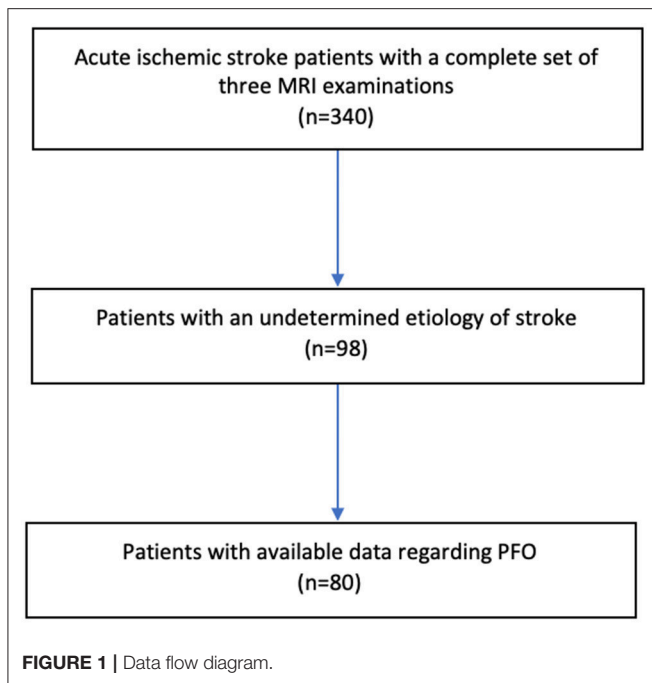 Acute ischemic stroke patients with a complete set of
three MRI examinations
(n=340)
Patients with an undetermined etiology of stroke
(n=98)
Patients with available data regarding PFO
(n=80)
FIGURE 1 | Data flow diagram.